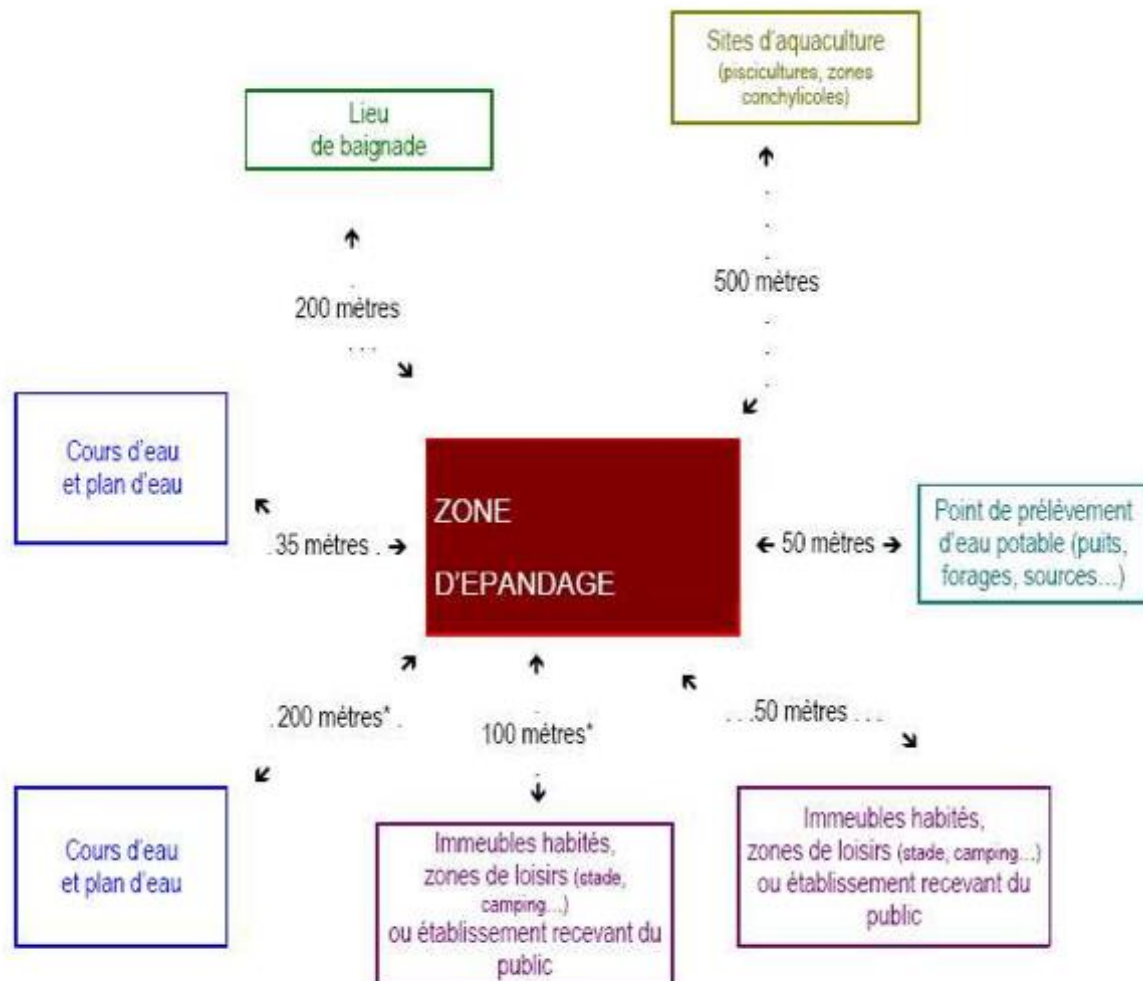 Sites d'aquaculture
(piscicultures, zones
conchylicoles)
Lieu
de baignade
500 mètres
200 mètres
Cours d'eau
et plan d'eau
35 mètres
ZONE
D'EPANDAGE
50 mètres
Point de prélèvement
d'eau potable (puits,
forages, sources...)
200 mètres*
100 mètres*
50 mètres
Cours d'eau
et plan d'eau
Immeubles habités,
zones de loisirs (stade,
camping...)
ou établissement recevant du
public
Immeubles habités,
zones de loisirs (stade, camping...)
ou établissement recevant du
public